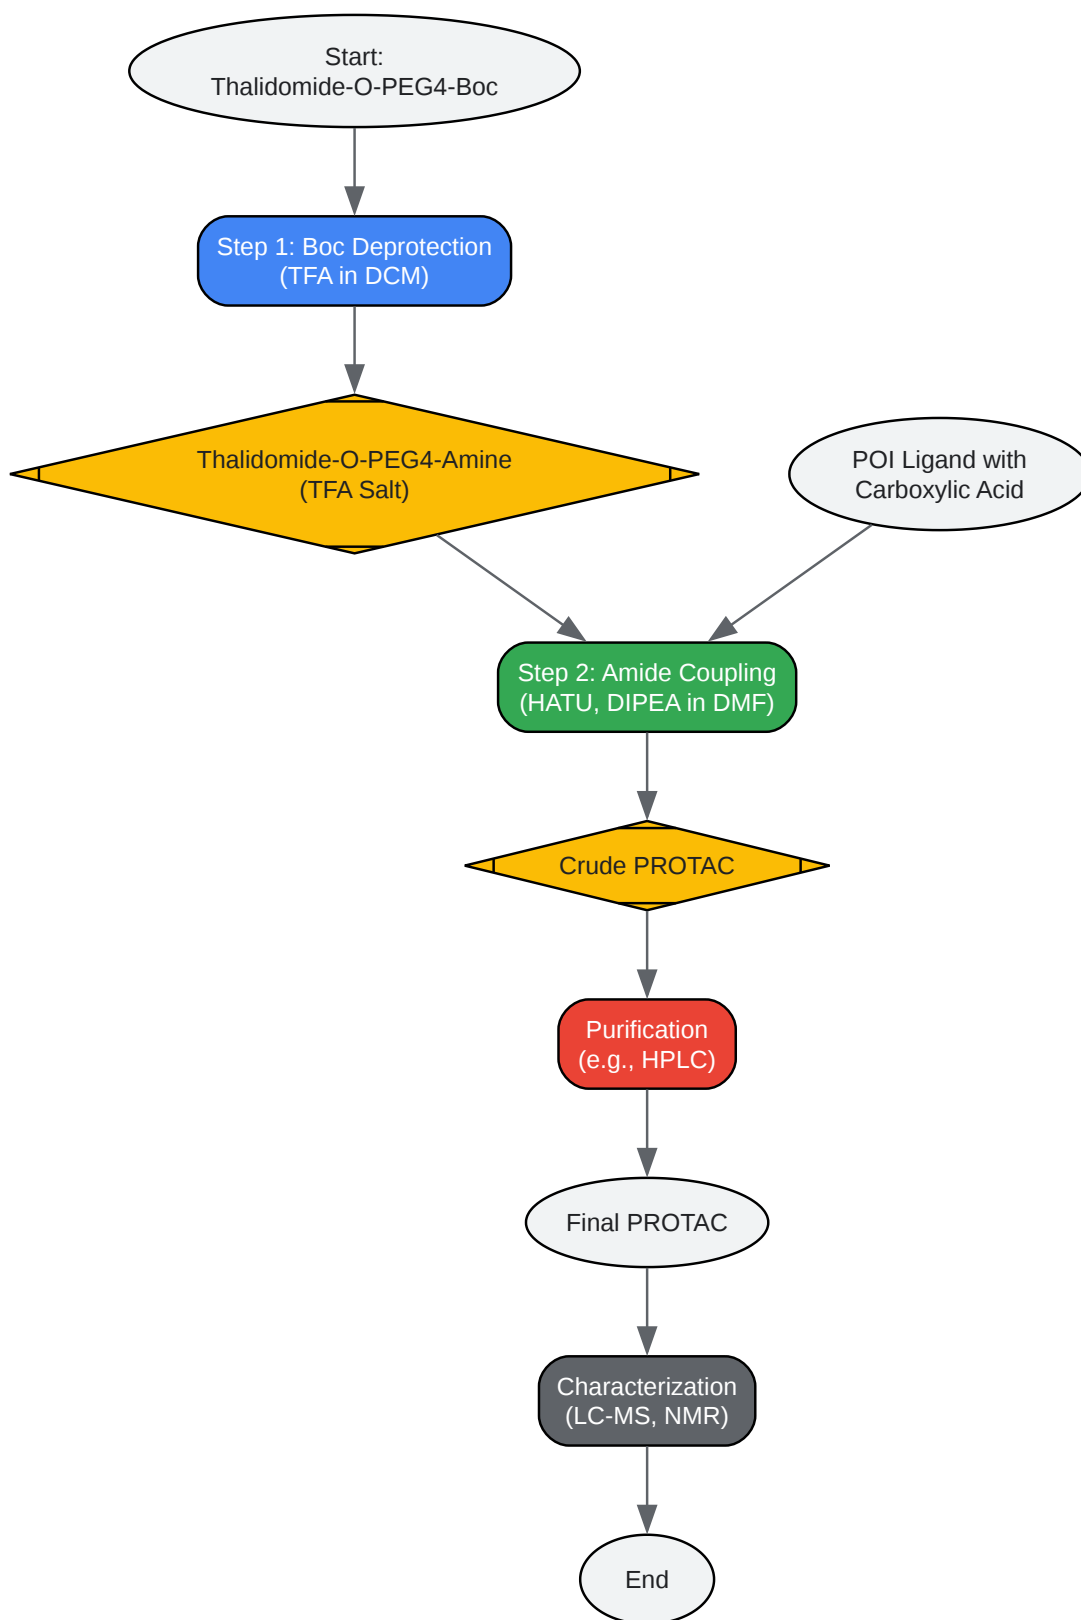 Start:
Thalidomide-O-PEG4-Boc
Step 1: Boc Deprotection
(TFA in DCM)
Thalidomide-O-PEG4-Amine
(TFA Salt)
POI Ligand with
Carboxylic Acid
Step 2: Amide Coupling
(HATU, DIPEA in DMF)
Crude PROTAC
Purification
(e.g., HPLC)
Final PROTAC
Characterization
(LC-MS, NMR)
End